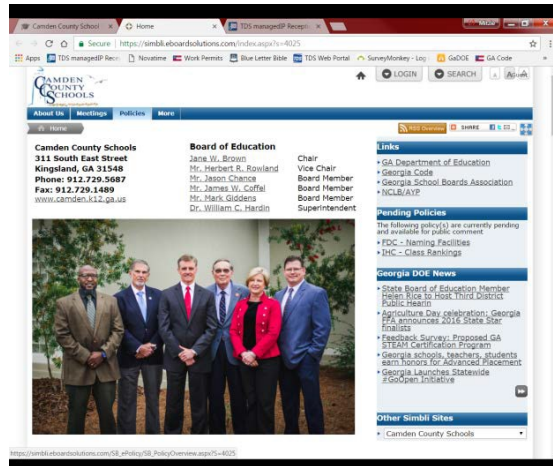 Camden County School
Home
TDS managedIP Recepti
Secure https://simbli.eboardsolutions.com/index.aspx?s=4025
Apps
TDS managedIP Rece
Novatime
Work Permits
Blue Letter Bible
TDS Web Portal
SurveyMonkey - Log
GaDOE
GA Code
CAMDEN
COUNTY
SCHOOLS
LOGIN
SEARCH
About Us
Meetings
Policies
More
Home
RSS Overview
SHARE
Camden County Schools
311 South East Street
Kingsland, GA 31548
Phone: 912.729.5687
Fax: 912.729.1489
www.camden.k12.ga.us
Board of Education
Jane W. Brown Chair
Mr. Herbert R. Rowland Vice Chair
Mr. Jason Chance Board Member
Mr. James W. Coffel Board Member
Mr. Mark Giddens Board Member
Dr. William C. Hardin Superintendent
Links
GA Department of Education
Georgia Code
Georgia School Boards Association
NCLB/AYP
Pending Policies
The following policy(s) are currently pending
and available for public comment
FDC - Naming Facilities
IHC - Class Rankings
Georgia DOE News
State Board of Education Member
Helen Rice to Host Third District
Public Hearin
Agriculture Day celebration: Georgia
FFA announces 2016 State Star
finalists
Feedback Survey: Proposed GA
STEAM Certification Program
Georgia schools, teachers, students
earn honors for Advanced Placement
Georgia Launches Statewide
#GoOpen Initiative
Other Simbli Sites
Camden County Schools
https://simbli.eboardsolutions.com/SB_ePolicy/SB_PolicyOverview.aspx?S=4025